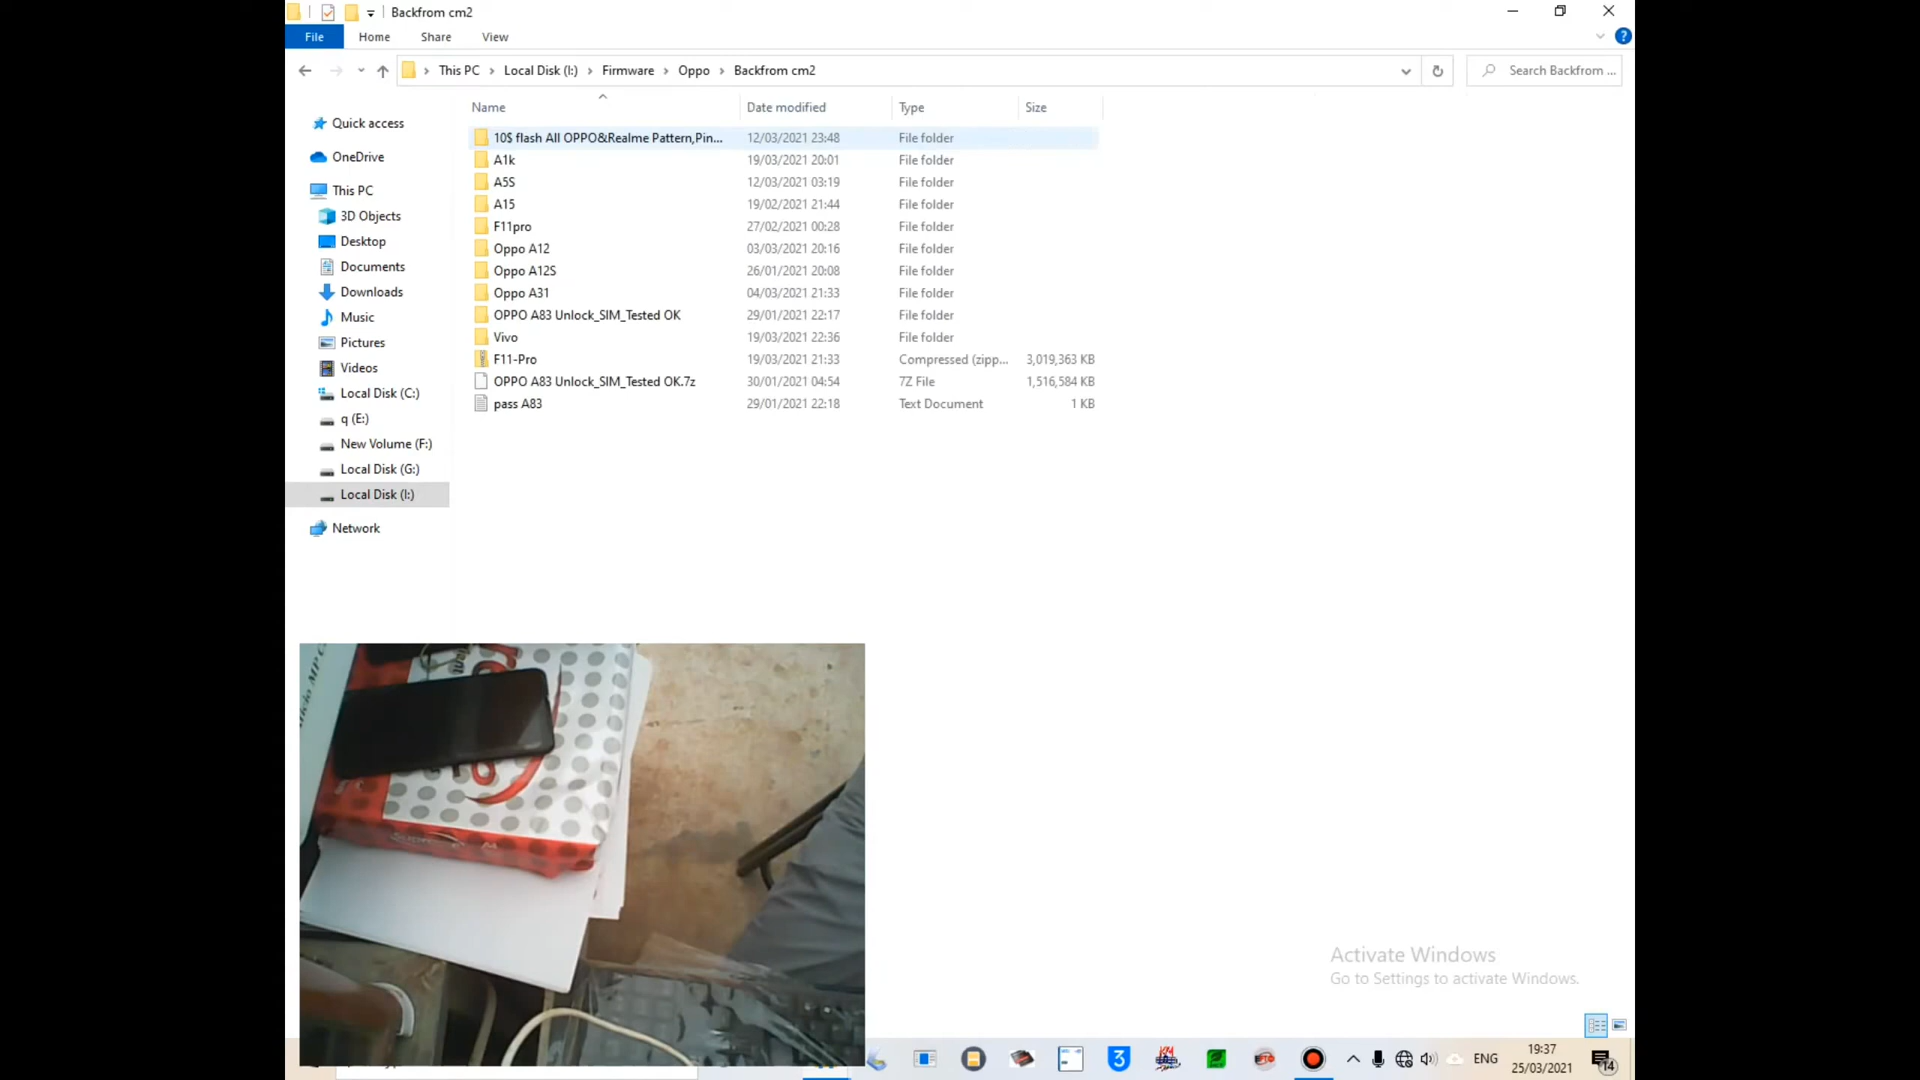 Backfrom cm2
File Home Share View
This PC Local Disk (I:) Firmware Oppo Backfrom cm2 Search Backfrom ...
Name Date modified Type Size
10$ flash All OPPO&Realme Pattern,Pin... 12/03/2021 23:48 File folder
A1k 19/03/2021 20:01 File folder
A5S 12/03/2021 03:19 File folder
A15 19/02/2021 21:44 File folder
F11pro 27/02/2021 00:28 File folder
Oppo A12 03/03/2021 20:16 File folder
Oppo A12S 26/01/2021 20:08 File folder
Oppo A31 04/03/2021 21:33 File folder
OPPO A83 Unlock_SIM_Tested OK 29/01/2021 22:17 File folder
Vivo 19/03/2021 22:36 File folder
F11-Pro 19/03/2021 21:33 Compressed (zipp... 3,019,363 KB
OPPO A83 Unlock_SIM_Tested OK.7z 30/01/2021 04:54 7Z File 1,516,584 KB
pass A83 29/01/2021 22:18 Text Document 1 KB
Quick access
OneDrive
This PC
3D Objects
Desktop
Documents
Downloads
Music
Pictures
Videos
Local Disk (C:)
q (E:)
New Volume (F:)
Local Disk (G:)
Local Disk (I:)
Network
Activate Windows
Go to Settings to activate Windows.
3
ENG
19:37
25/03/2021
14